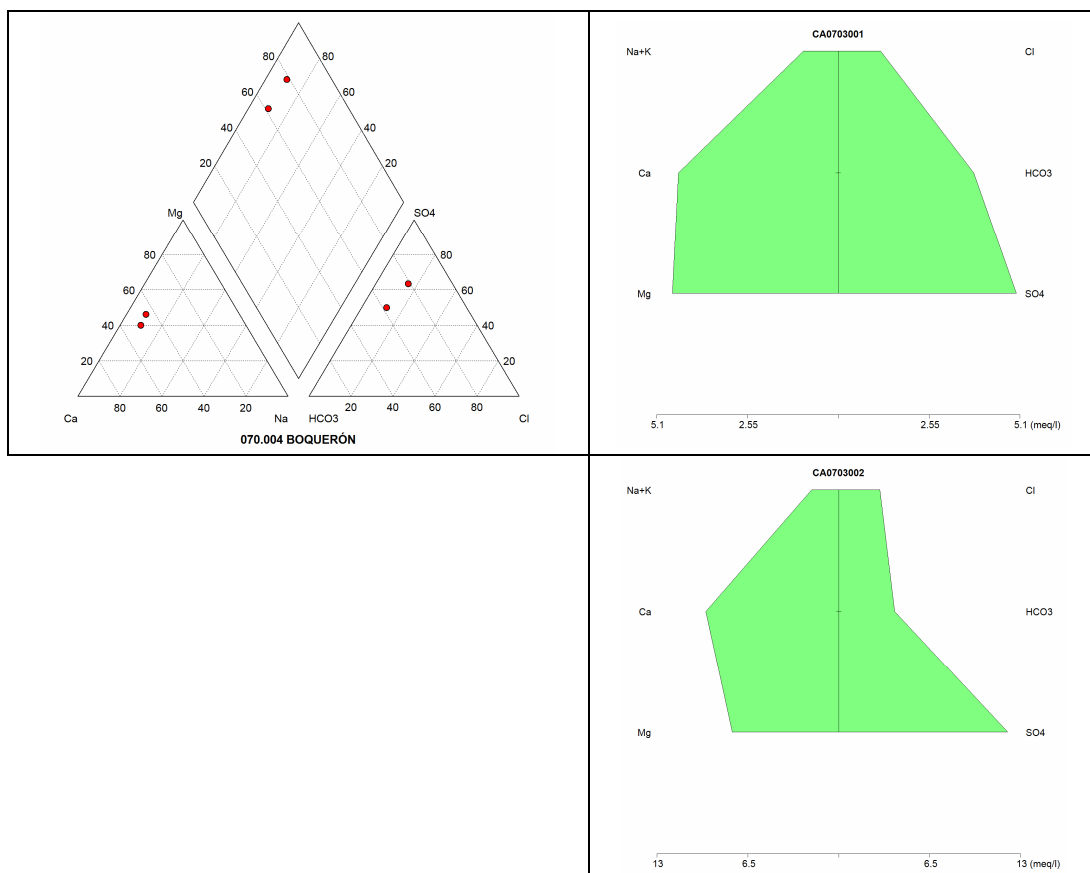 80 80
60
60
40 40
20 20
Mg SO4
80 80
60 60
40 40
20 20
80 60 40 20 20 40 60 80
Ca Na HCO3 Cl
070.004 BOQUERÓN
CA0703001
Na+K Cl
Ca HCO3
Mg SO4
5.1 2.55 2.55 5.1 (meq/l)
CA0703002
Na+K Cl
Ca HCO3
Mg SO4
13 6.5 6.5 13 (meq/l)